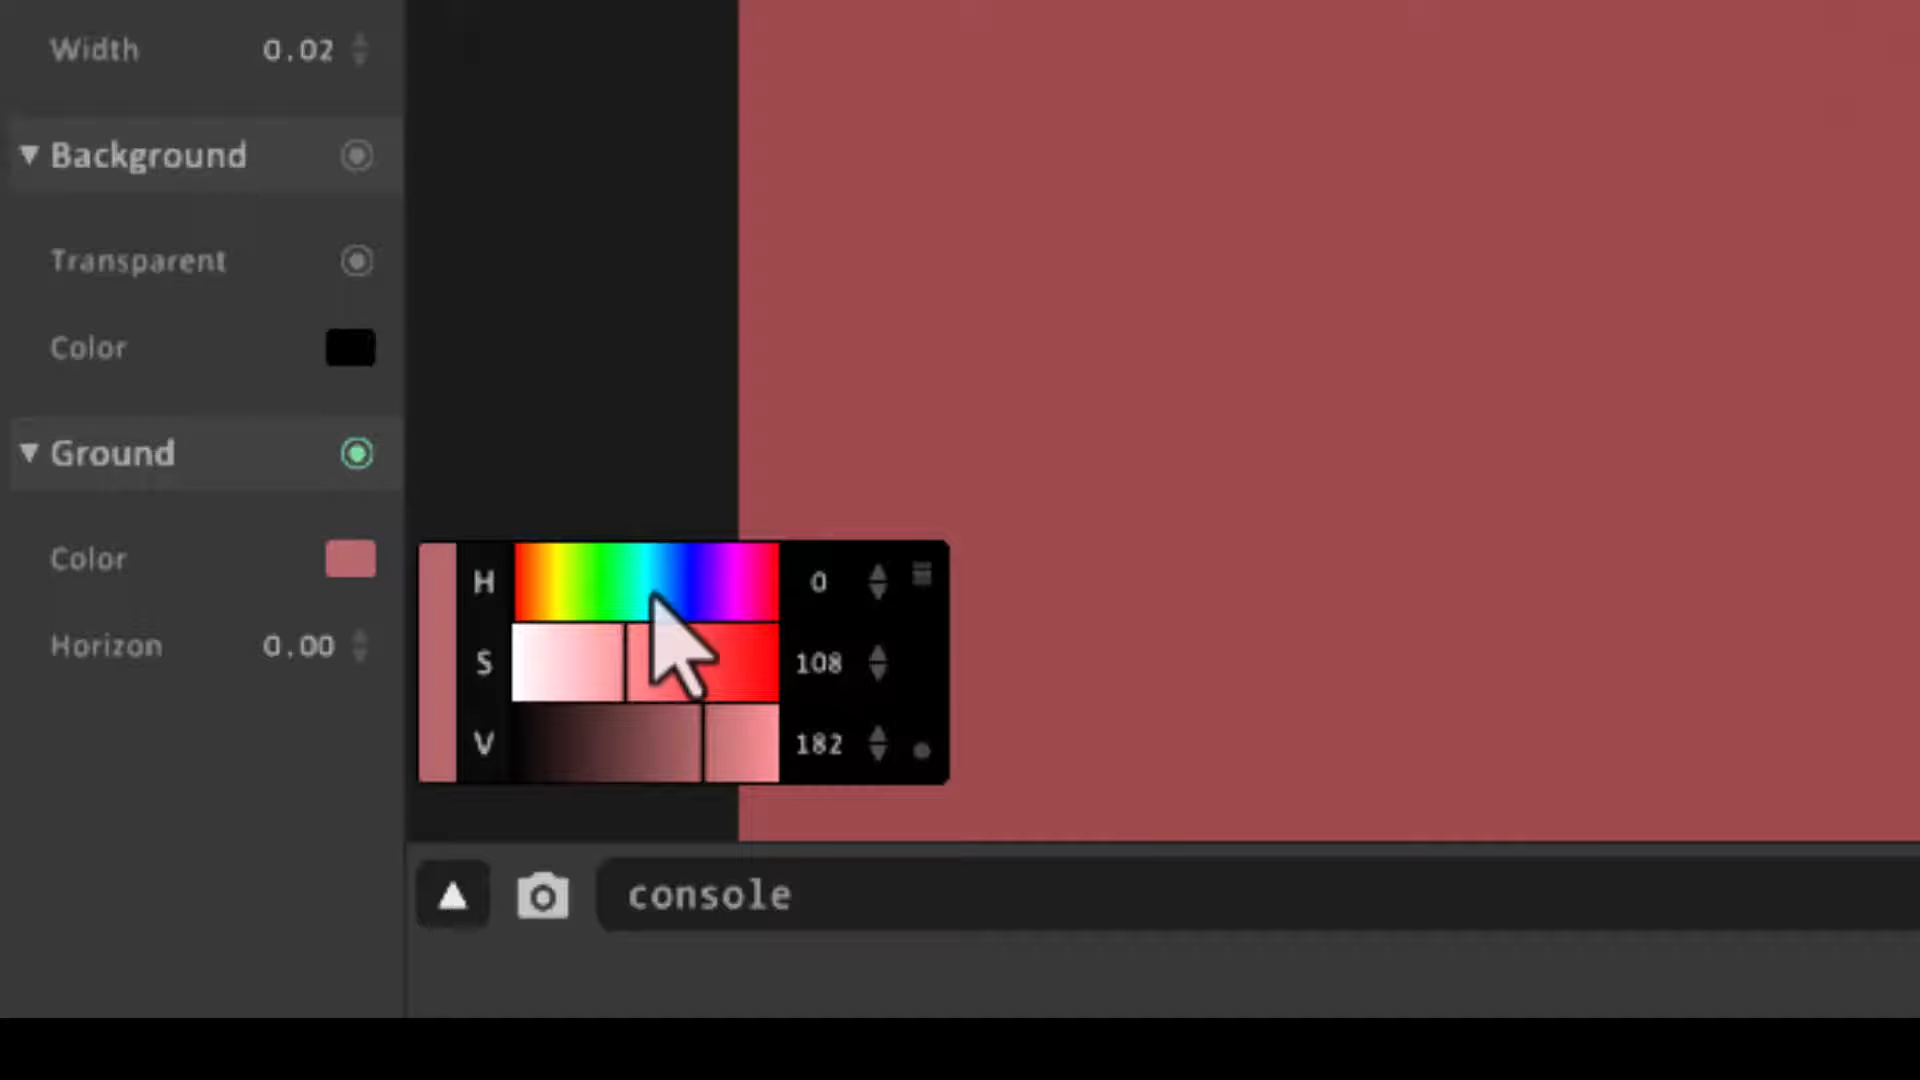 Width 0.02
Background
Transparent
Color
Ground
Color
H 0
Horizon 0.00
S 108
V 182
console